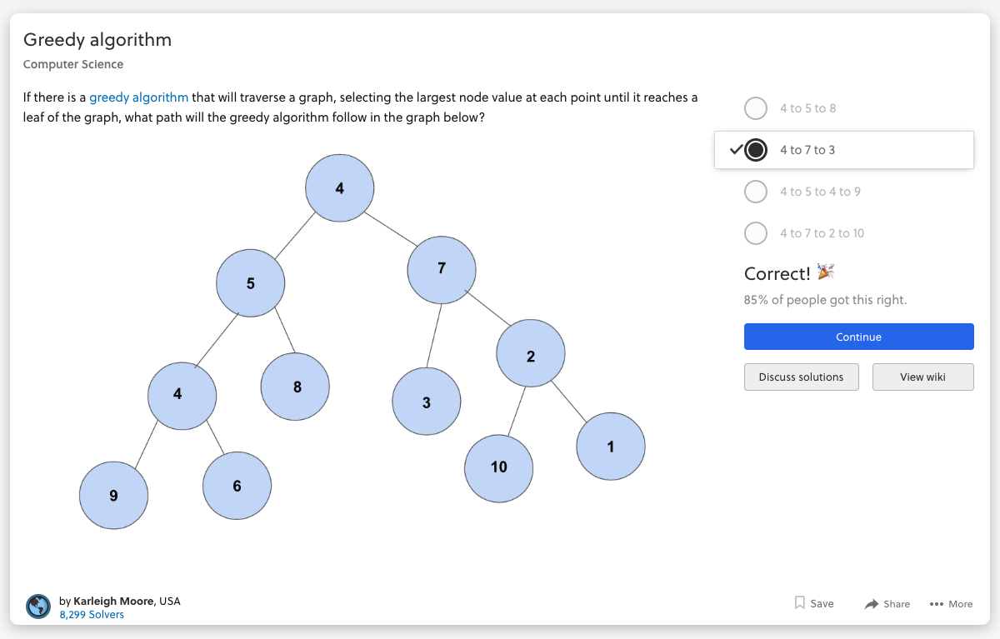 Greedy algorithm
Computer Science
If there is a greedy algorithm that will traverse a graph, selecting the largest node value at each point until it reaches a
leaf of the graph, what path will the greedy algorithm follow in the graph below?
4
5
7
4
8
3
2
9
6
10
1
4 to 5 to 8
4 to 7 to 3
4 to 5 to 4 to 9
4 to 7 to 2 to 10
Correct! 🎉
85% of people got this right.
Continue
Discuss solutions
View wiki
by Karleigh Moore, USA
8,299 Solvers
Save
Share
More